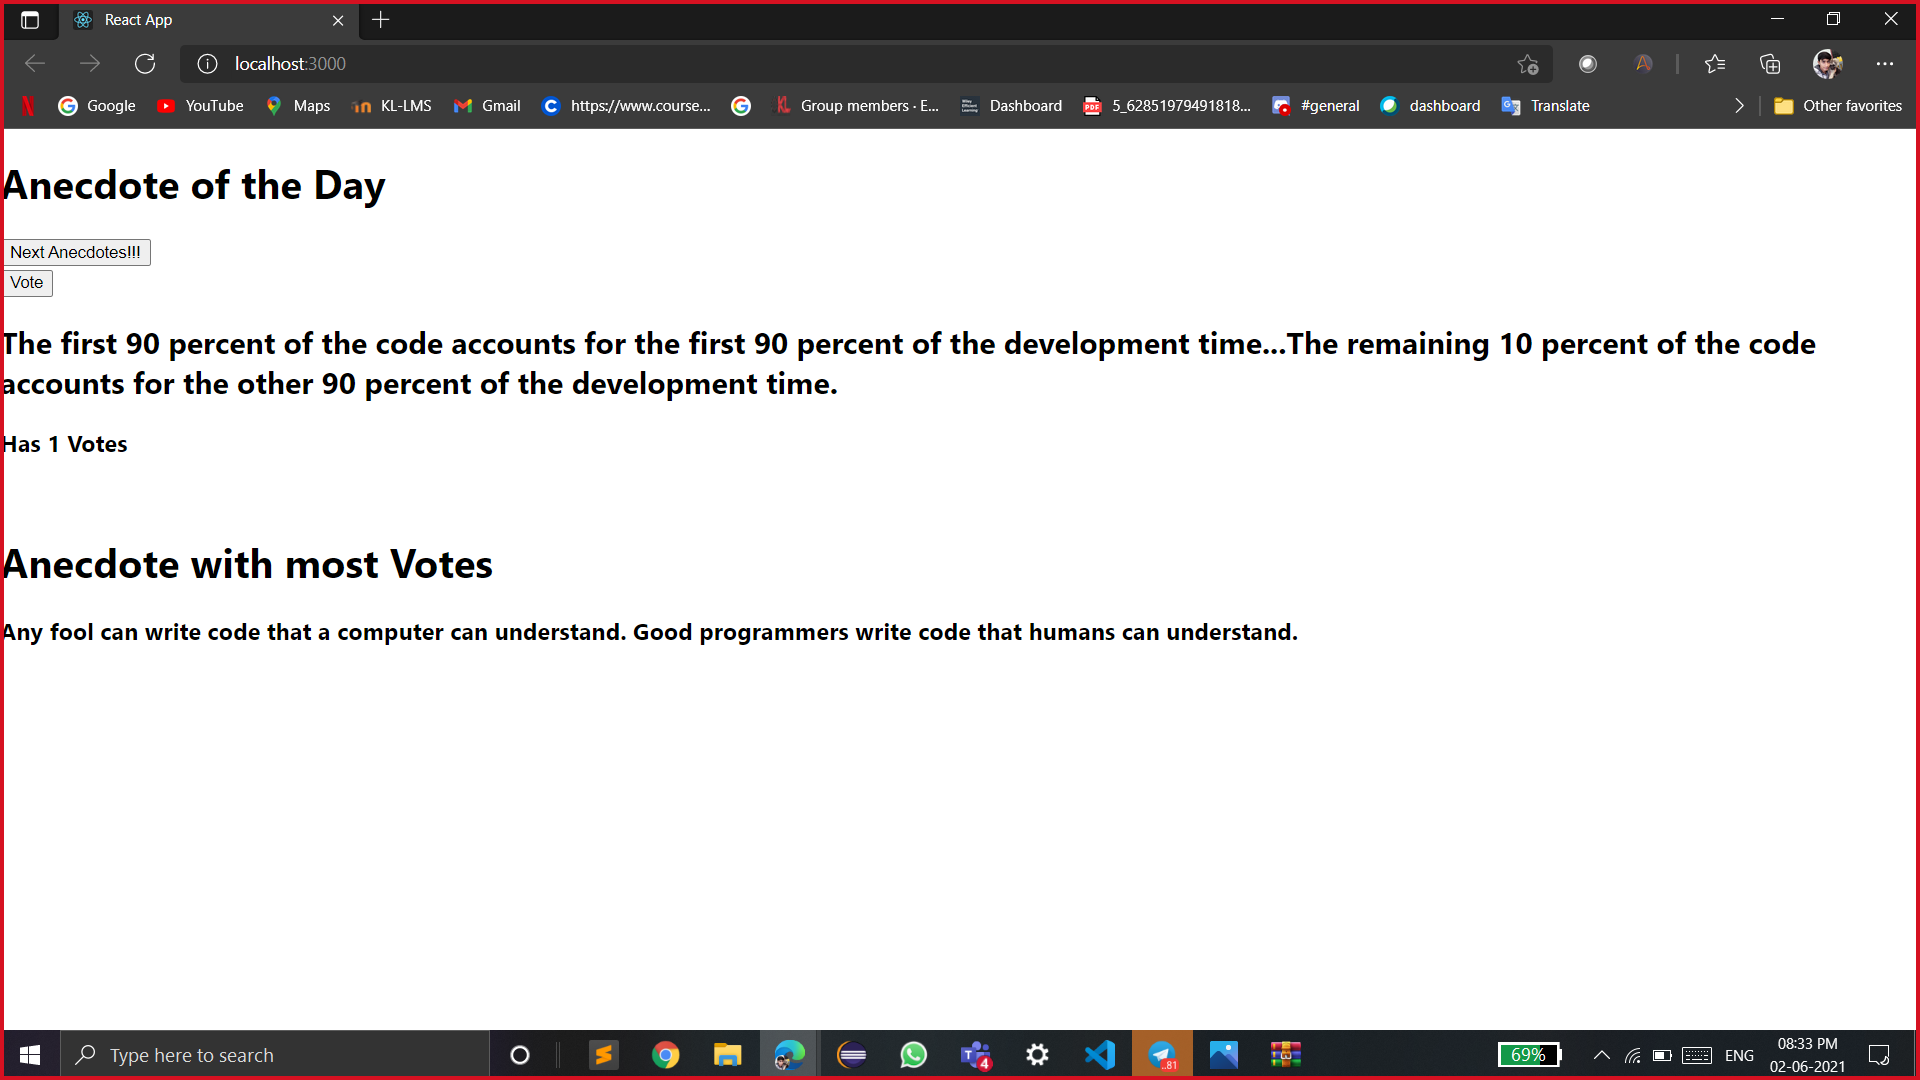 React App
localhost:3000
Google YouTube Maps KL-LMS Gmail https://www.course... Group members · E... Dashboard 5_62851979491818... #general dashboard Translate Other favorites
Anecdote of the Day
Next Anecdotes!!!
Vote
The first 90 percent of the code accounts for the first 90 percent of the development time...The remaining 10 percent of the code
accounts for the other 90 percent of the development time.
Has 1 Votes
Anecdote with most Votes
Any fool can write code that a computer can understand. Good programmers write code that humans can understand.
Type here to search
4
..81
69%
ENG
08:33 PM
02-06-2021